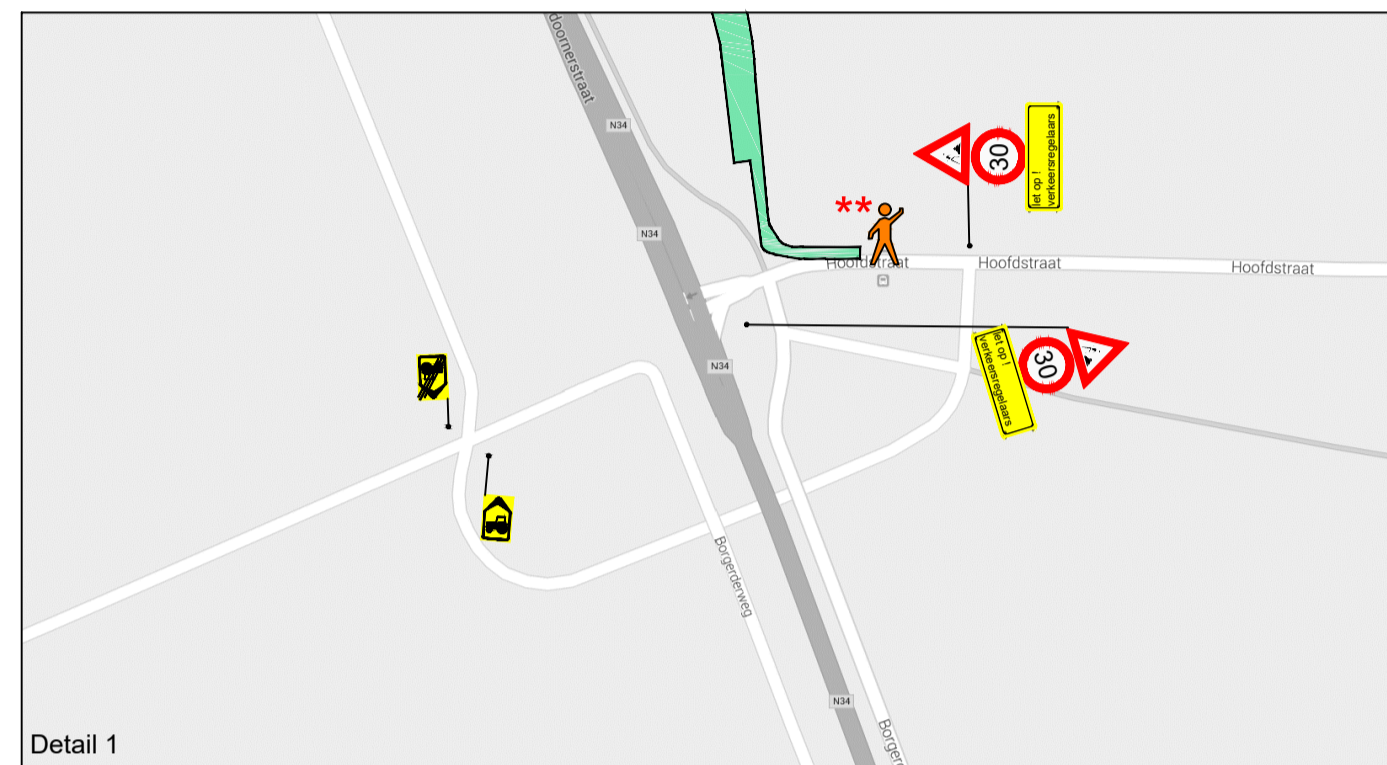 doornerstraat
N34
let op !
verkeersregelaars
30
**
N34
Hoofdstraat
Hoofdstraat
Hoofdstraat
N34
let op !
verkeersregelaars
30
Borgerderweg
N34
Borger
Detail 1